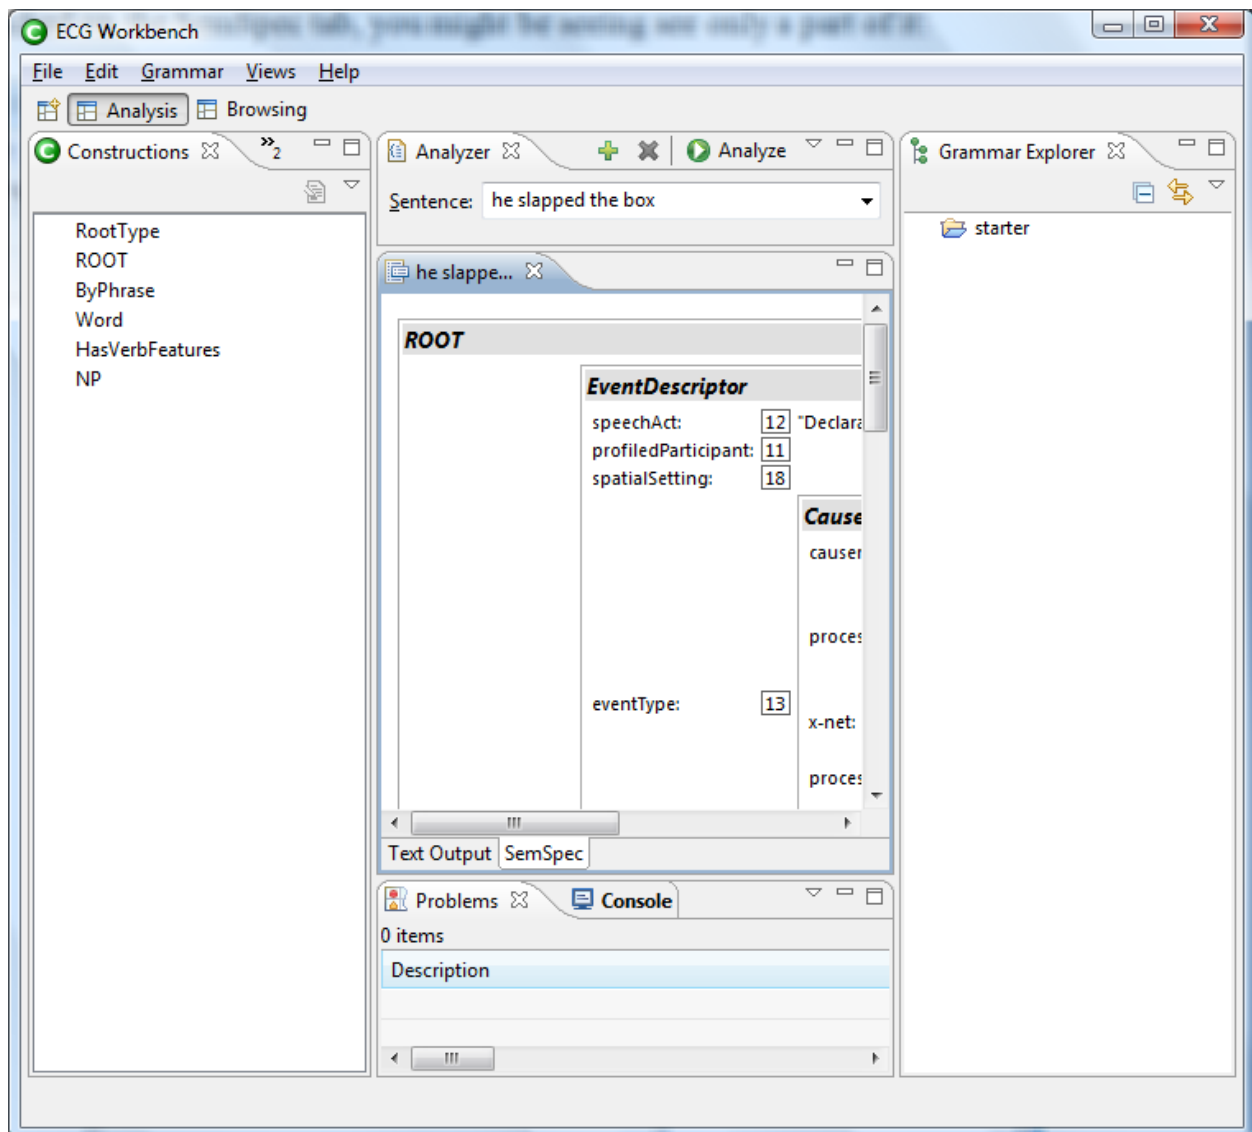 ECG Workbench
File Edit Grammar Views Help
Analysis Browsing
Constructions
»2
RootType
ROOT
ByPhrase
Word
HasVerbFeatures
NP
Analyzer Analyze
Sentence: he slapped the box
he slappe...
ROOT
EventDescriptor
speechAct: 12 "Declara
profiledParticipant: 11
spatialSetting: 18
Cause
causer
proces
eventType: 13
x-net:
proces
Text Output SemSpec
Problems Console
0 items
Description
Grammar Explorer
starter